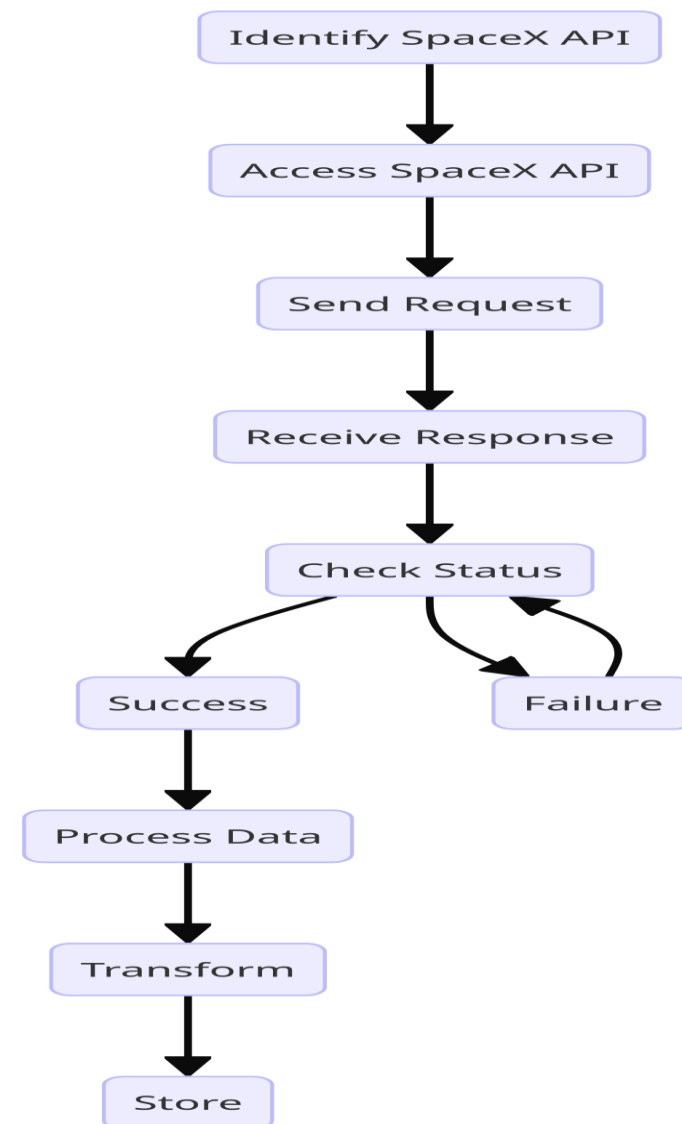 Identify SpaceX API
Access SpaceX API
Send Request
Receive Response
Check Status
Success
Failure
Process Data
Transform
Store